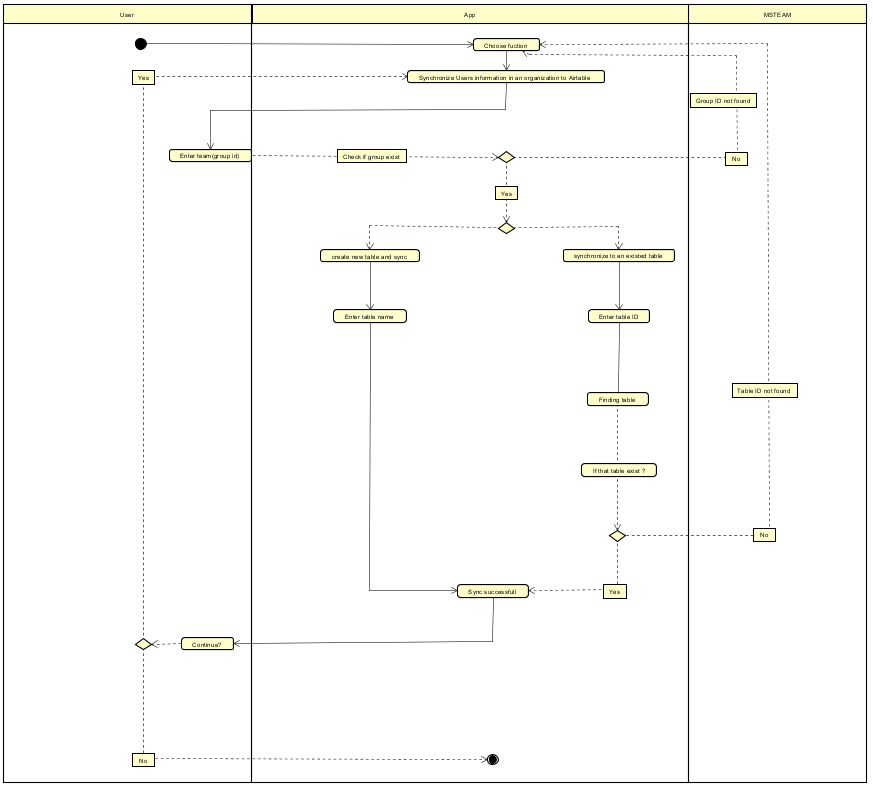 User
App
MSTEAM
Choose fuction
Yes
Synchronize Users information in an organization to Airtable
Group ID not found
Enter team(group id)
Check if group exist
No
Yes
create new table and sync
synchronize to an existed table
Enter table name
Enter table ID
Table ID not found
Finding table
If that table exist ?
No
Sync successfull
Yes
Continue?
No